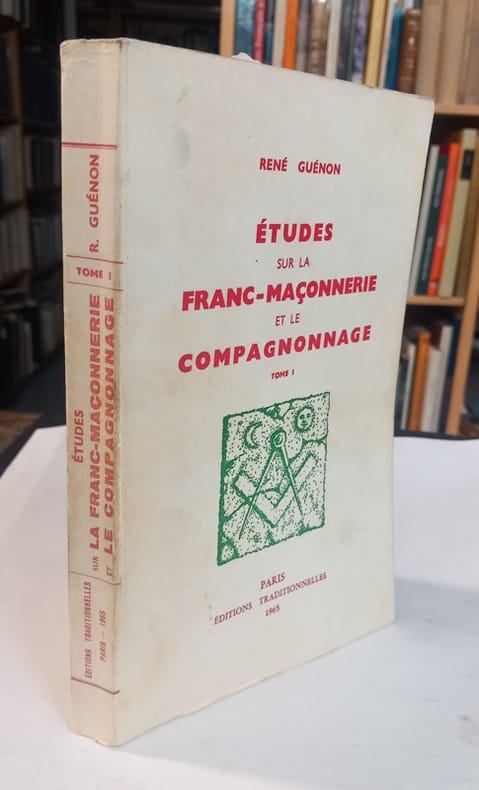 RENÉ GUÉNON
ÉTUDES
SUR LA
FRANC-MAÇONNERIE
ET LE
COMPAGNONNAGE
TOME I
PARIS
EDITIONS TRADITIONNELLES
1965
R. GUÉNON
TOME I
ÉTUDES
SUR LA FRANC-MAÇONNERIE
ET LE COMPAGNONNAGE
EDITIONS TRADITIONNELLES
PARIS — 1965